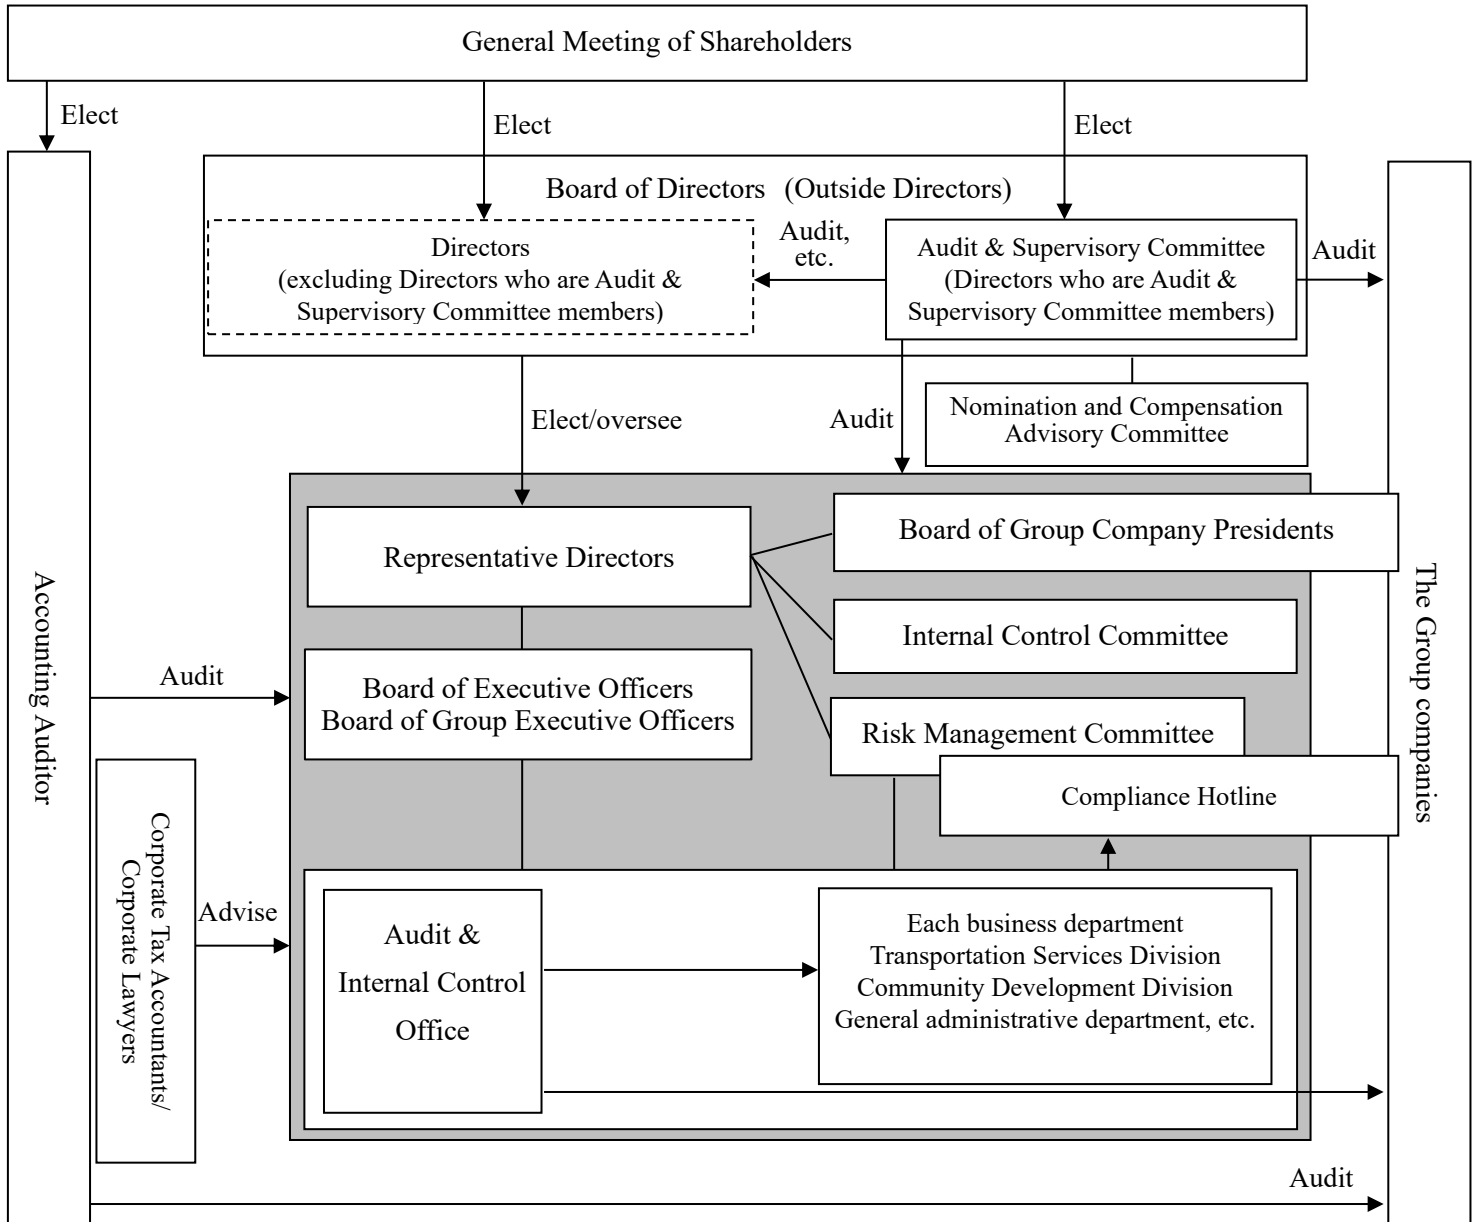 General Meeting of Shareholders
Elect
Elect
Elect
Board of Directors (Outside Directors)
Directors
(excluding Directors who are Audit &
Supervisory Committee members)
Audit,
etc.
Audit & Supervisory Committee
(Directors who are Audit &
Supervisory Committee members)
Audit
Elect/oversee
Audit
Nomination and Compensation
Advisory Committee
Accounting Auditor
The Group companies
Representative Directors
Board of Group Company Presidents
Internal Control Committee
Audit
Board of Executive Officers
Board of Group Executive Officers
Risk Management Committee
Compliance Hotline
Corporate Tax Accountants/
Corporate Lawyers
Advise
Audit &
Internal Control
Office
Each business department
Transportation Services Division
Community Development Division
General administrative department, etc.
Audit